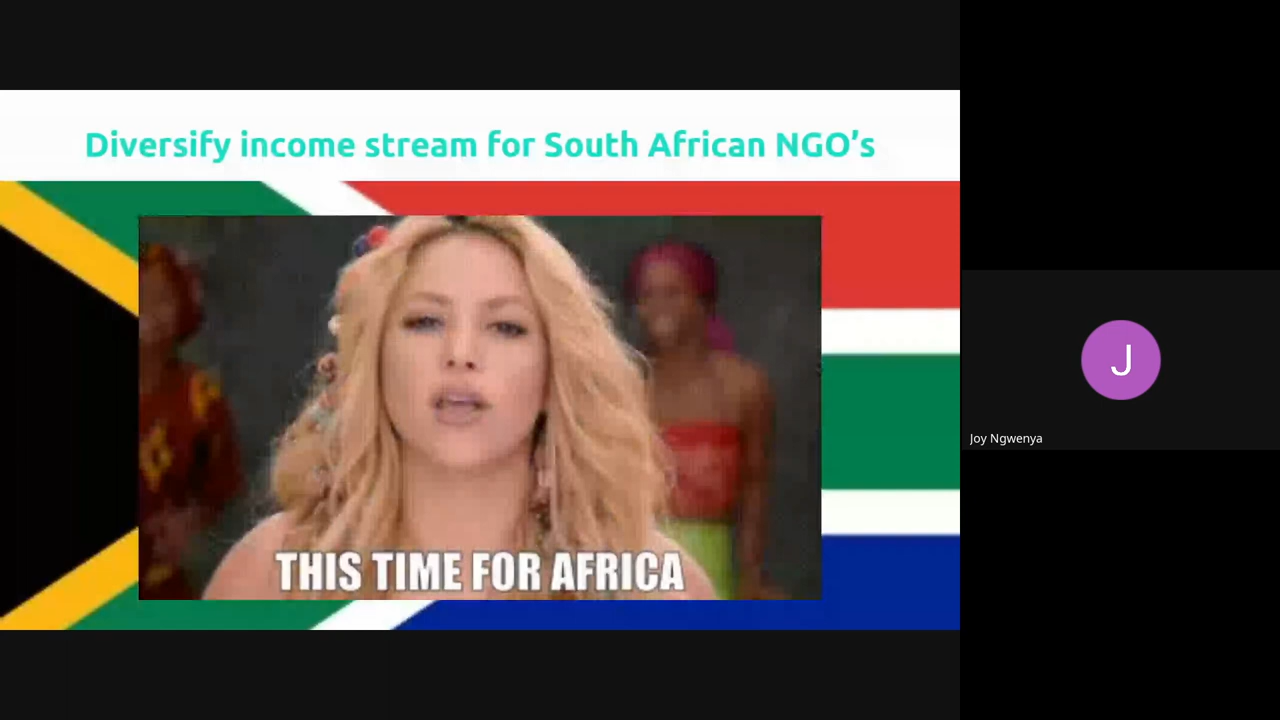 Diversify income stream for South African NGO’s
THIS TIME FOR AFRICA
J
Joy Ngwenya